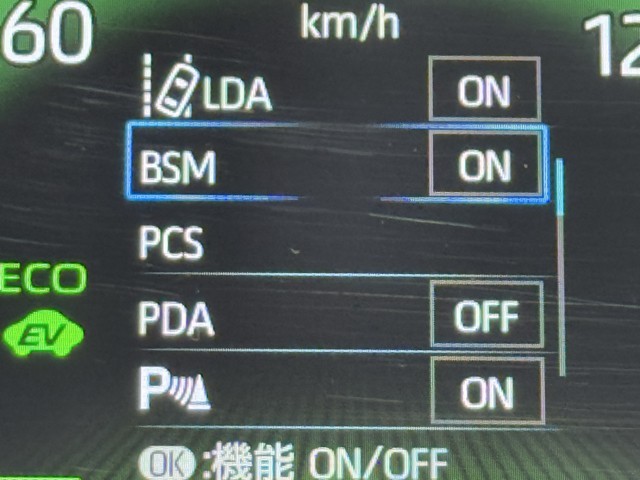 60 km/h 12
LDA ON
BSM ON
PCS
ECO
EV
PDA OFF
P ON
OK :機能 ON/OFF